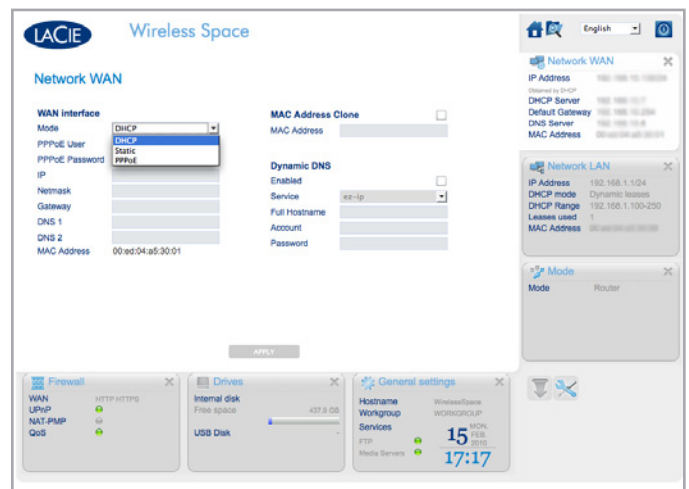 LACIE
Wireless Space
English
Network WAN
WAN interface
Mode DHCP
DHCP
Static
PPPoE
PPPoE User
PPPoE Password
IP
Netmask
Gateway
DNS 1
DNS 2
MAC Address 00:ed:04:a5:30:01
MAC Address Clone
MAC Address
Dynamic DNS
Enabled
Service ez-ip
Full Hostname
Account
Password
APPLY
Network WAN
IP Address
Obtained by DHCP
DHCP Server
Default Gateway
DNS Server
MAC Address
Network LAN
IP Address 192.168.1.1/24
DHCP mode Dynamic leases
DHCP Range 192.168.1.100-250
Leases used 1
MAC Address
Mode
Mode Router
Firewall
WAN HTTP HTTPS
UPnP
NAT-PMP
QoS
Drives
Internal disk
Free space 437.8 GB
USB Disk -
General settings
Hostname WirelessSpace
Workgroup WORKGROUP
Services
FTP
Media Servers
15 MON.
FEB.
2010
17:17